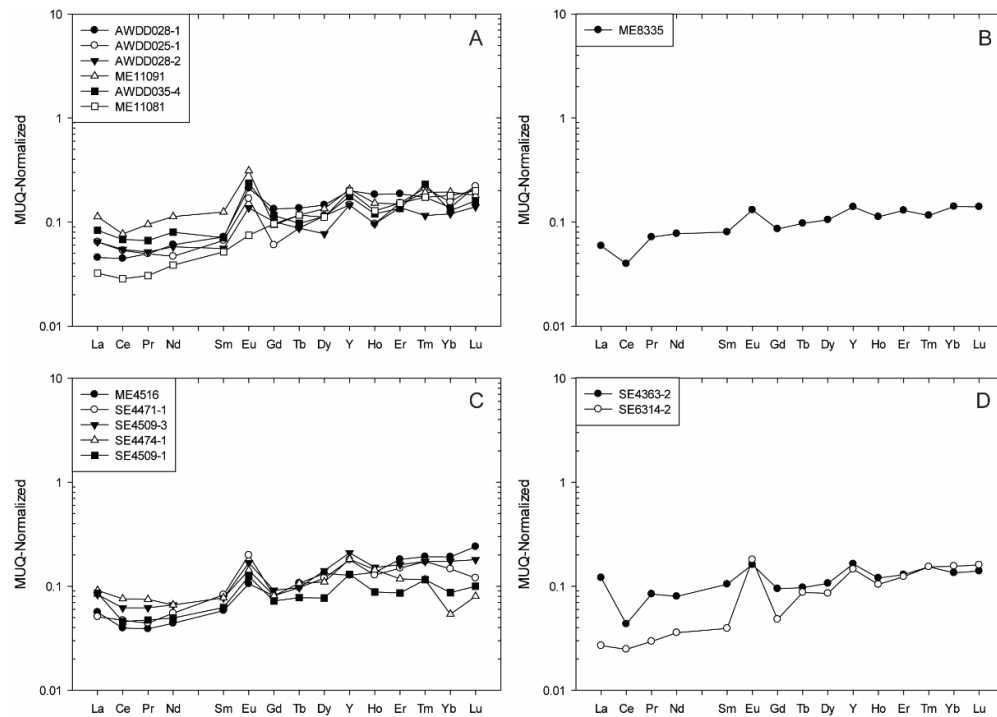 AWDD028-1
AWDD025-1
AWDD028-2
ME11091
AWDD035-4
ME11081
A
MUQ-Normalized
10
1
0.1
0.01
La Ce Pr Nd Sm Eu Gd Tb Dy Y Ho Er Tm Yb Lu
ME8335
B
MUQ-Normalized
10
1
0.1
0.01
La Ce Pr Nd Sm Eu Gd Tb Dy Y Ho Er Tm Yb Lu
ME4516
SE4471-1
SE4509-3
SE4474-1
SE4509-1
C
MUQ-Normalized
10
1
0.1
0.01
La Ce Pr Nd Sm Eu Gd Tb Dy Y Ho Er Tm Yb Lu
SE4363-2
SE6314-2
D
MUQ-Normalized
10
1
0.1
0.01
La Ce Pr Nd Sm Eu Gd Tb Dy Y Ho Er Tm Yb Lu